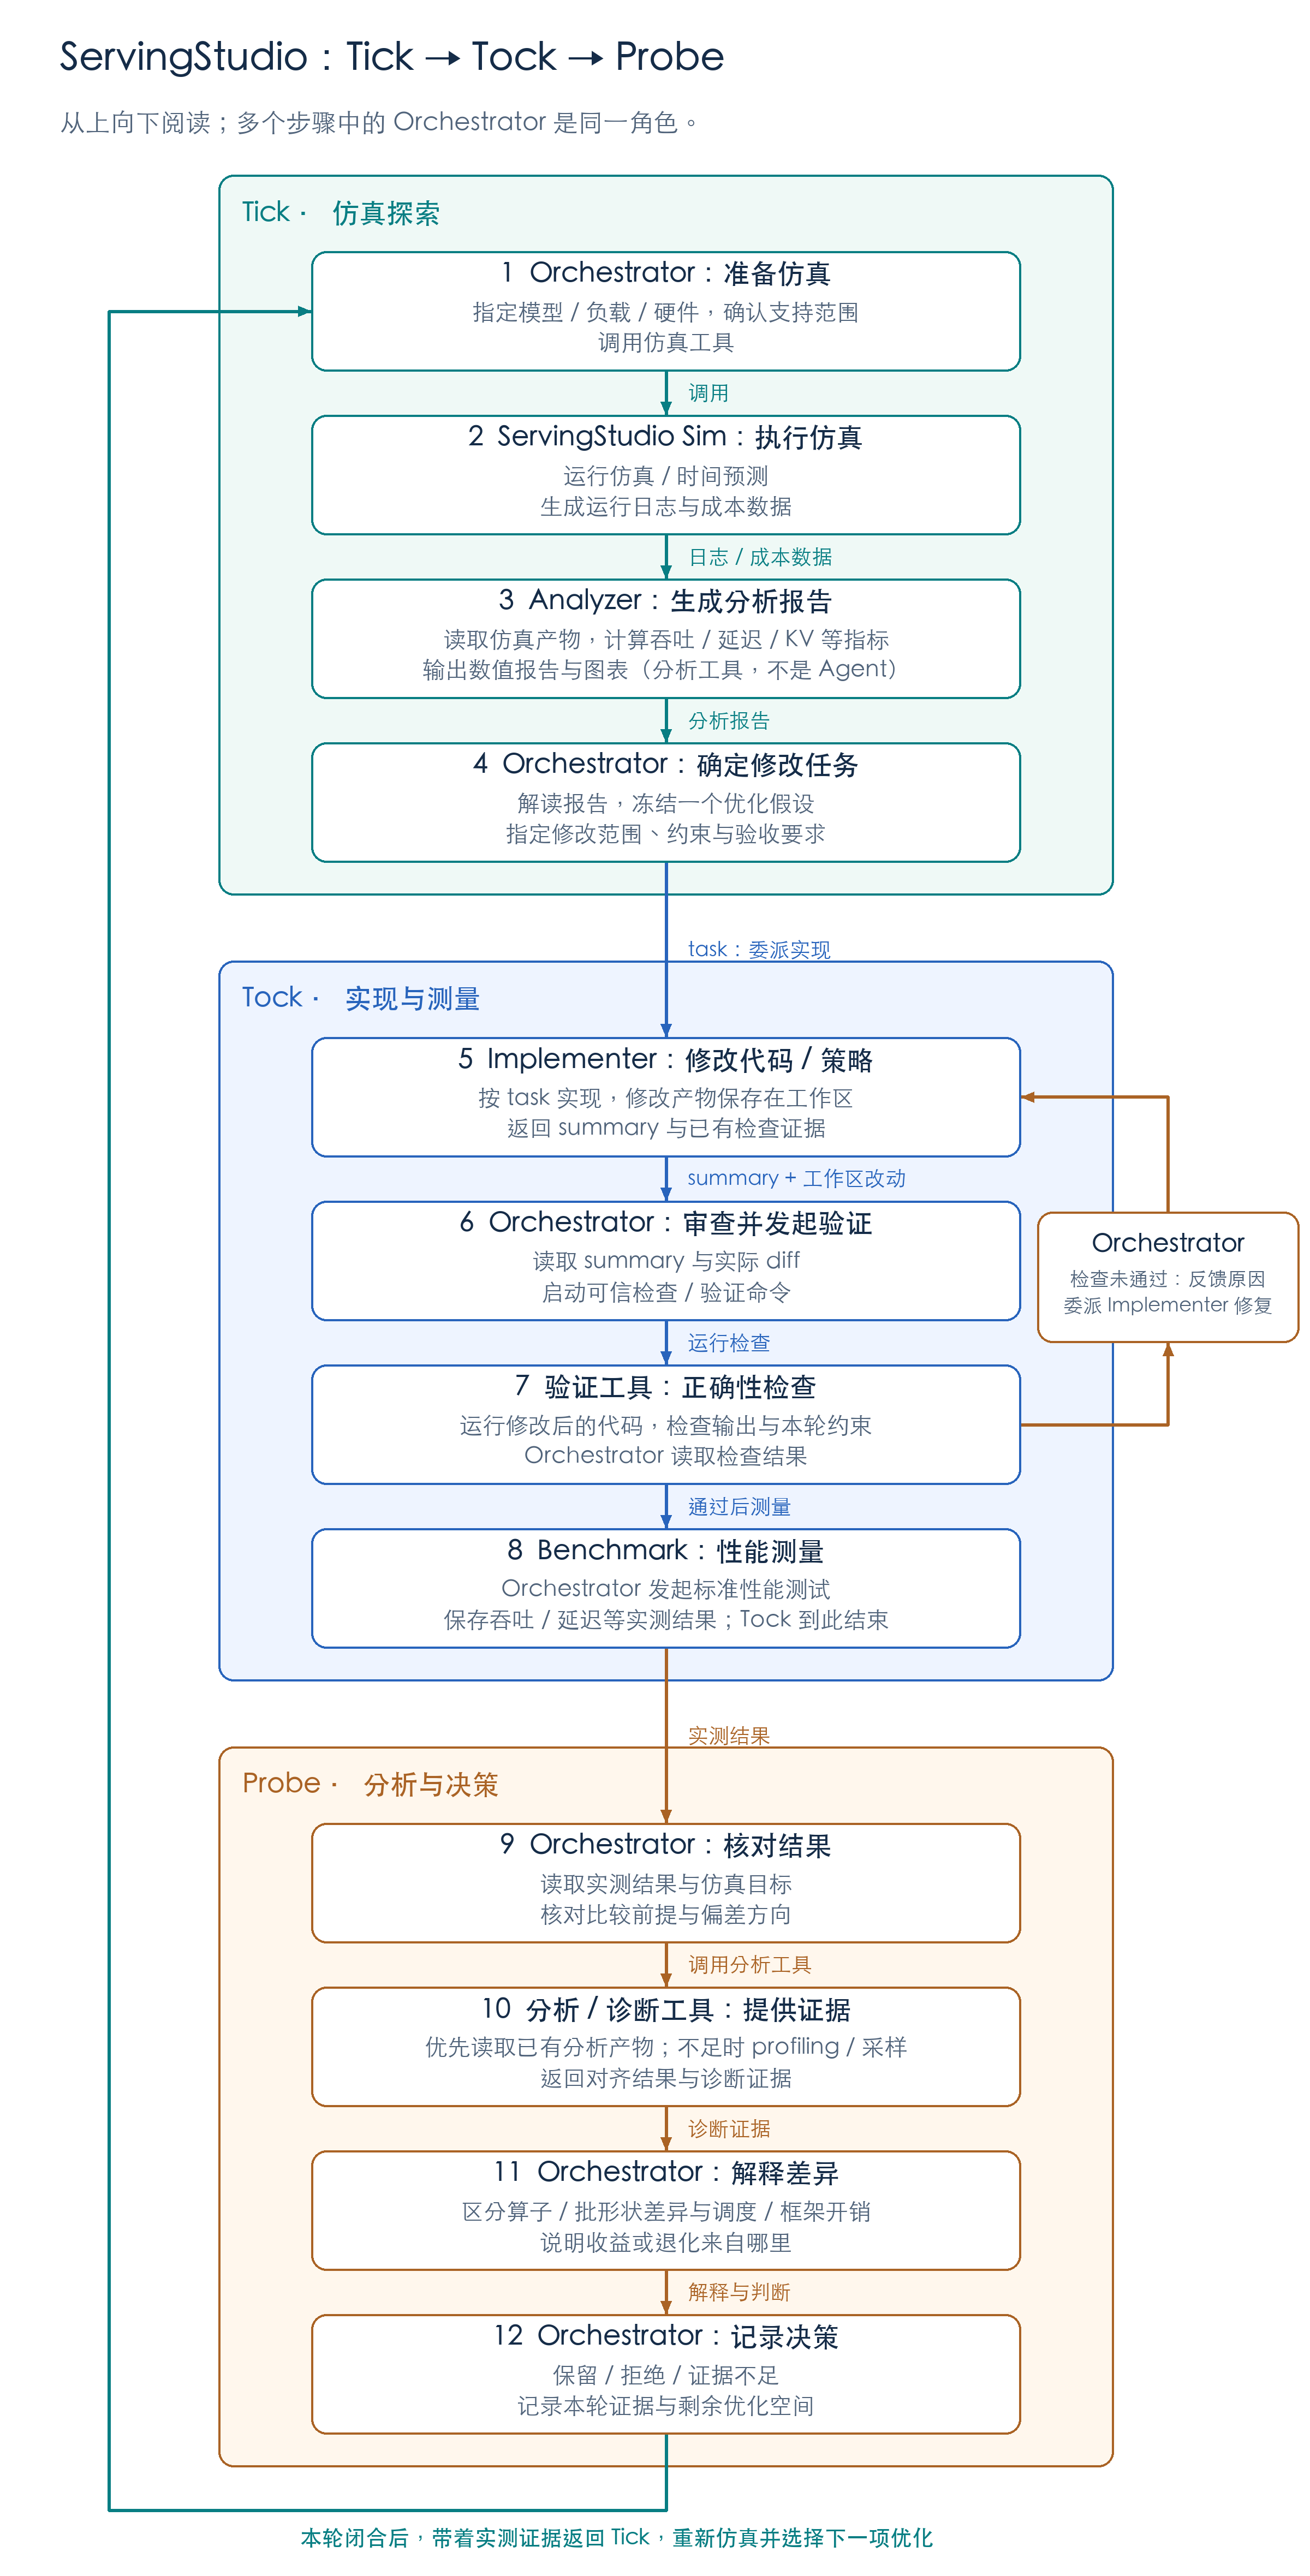 ServingStudio：Tick → Tock → Probe
从上向下阅读；多个步骤中的 Orchestrator 是同一角色。
Tick · 仿真探索
1 Orchestrator：准备仿真
指定模型 / 负载 / 硬件，确认支持范围
调用仿真工具
调用
2 ServingStudio Sim：执行仿真
运行仿真 / 时间预测
生成运行日志与成本数据
日志 / 成本数据
3 Analyzer：生成分析报告
读取仿真产物，计算吞吐 / 延迟 / KV 等指标
输出数值报告与图表（分析工具，不是 Agent）
分析报告
4 Orchestrator：确定修改任务
解读报告，冻结一个优化假设
指定修改范围、约束与验收要求
task：委派实现
Tock · 实现与测量
5 Implementer：修改代码 / 策略
按 task 实现，修改产物保存在工作区
返回 summary 与已有检查证据
summary + 工作区改动
6 Orchestrator：审查并发起验证
读取 summary 与实际 diff
启动可信检查 / 验证命令
Orchestrator
检查未通过：反馈原因
委派 Implementer 修复
运行检查
7 验证工具：正确性检查
运行修改后的代码，检查输出与本轮约束
Orchestrator 读取检查结果
通过后测量
8 Benchmark：性能测量
Orchestrator 发起标准性能测试
保存吞吐 / 延迟等实测结果；Tock 到此结束
实测结果
Probe · 分析与决策
9 Orchestrator：核对结果
读取实测结果与仿真目标
核对比较前提与偏差方向
调用分析工具
10 分析 / 诊断工具：提供证据
优先读取已有分析产物；不足时 profiling / 采样
返回对齐结果与诊断证据
诊断证据
11 Orchestrator：解释差异
区分算子 / 批形状差异与调度 / 框架开销
说明收益或退化来自哪里
解释与判断
12 Orchestrator：记录决策
保留 / 拒绝 / 证据不足
记录本轮证据与剩余优化空间
本轮闭合后，带着实测证据返回 Tick，重新仿真并选择下一项优化